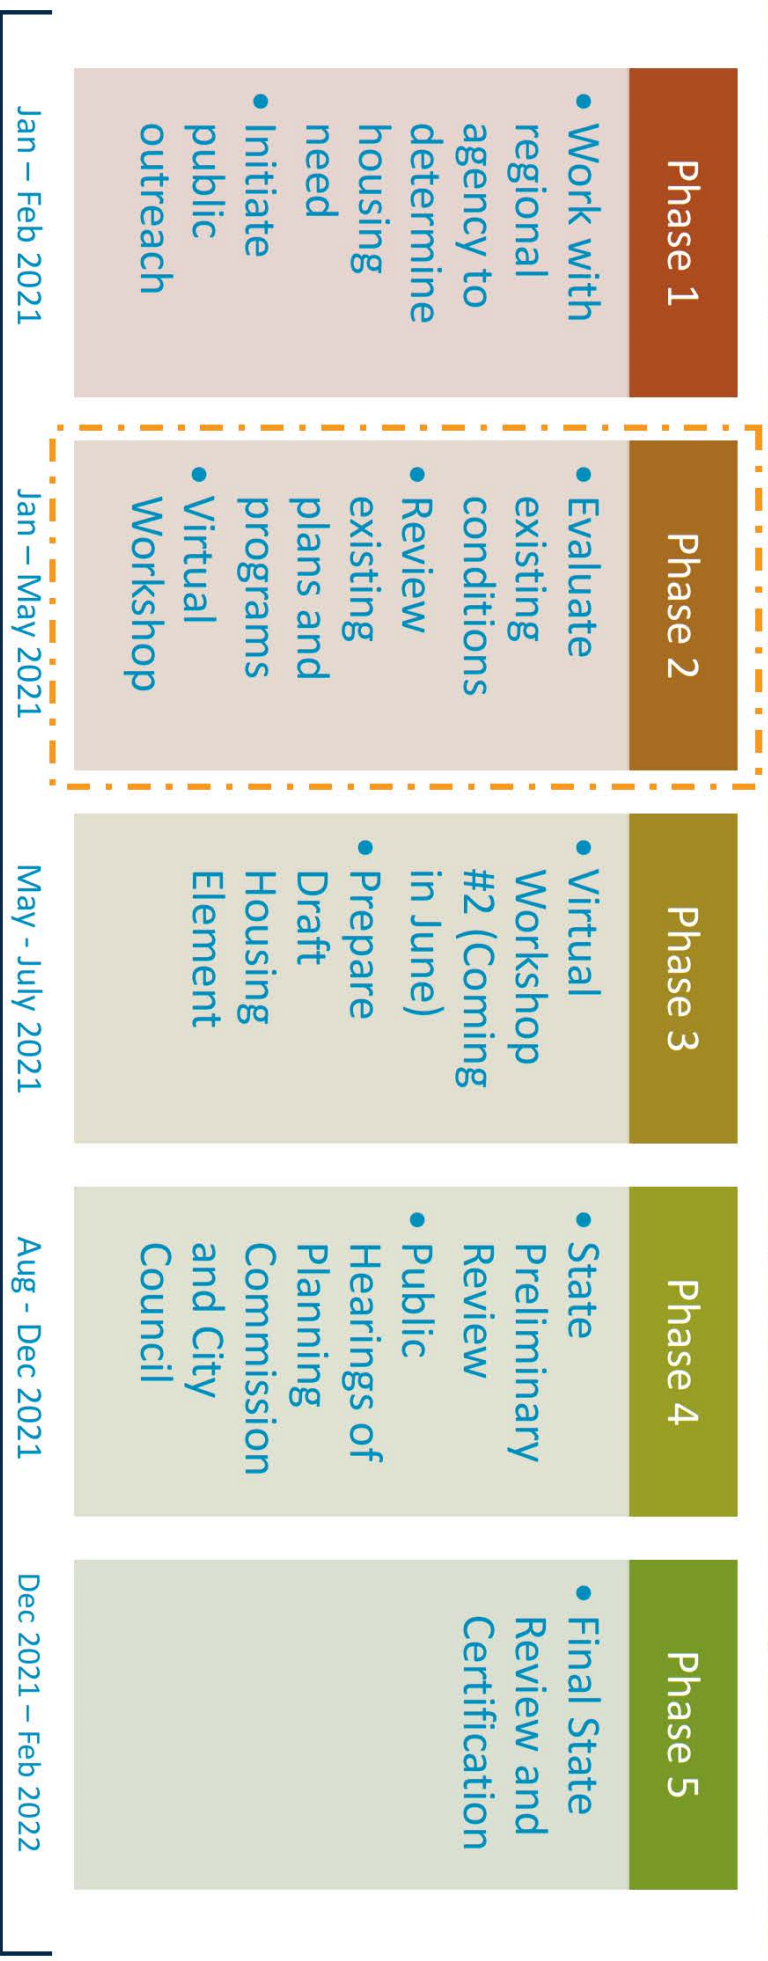 Phase 1
• Work with
regional
agency to
determine
housing
need
• Initiate
public
outreach
Jan – Feb 2021
Phase 2
• Evaluate
existing
conditions
• Review
existing
plans and
programs
• Virtual
Workshop
Jan – May 2021
Phase 3
• Virtual
Workshop
#2 (Coming
in June)
• Prepare
Draft
Housing
Element
May - July 2021
Phase 4
• State
Preliminary
Review
• Public
Hearings of
Planning
Commission
and City
Council
Aug - Dec 2021
Phase 5
• Final State
Review and
Certification
Dec 2021 – Feb 2022